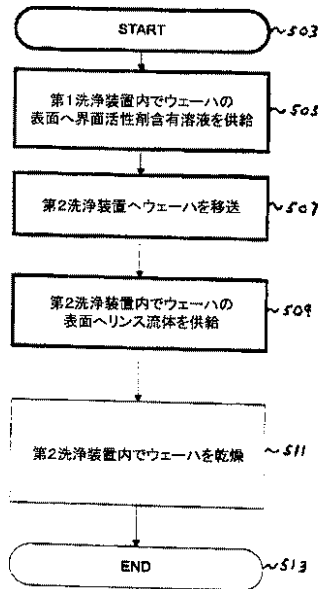 START
503
第1洗浄装置内でウェーハの
表面へ界面活性剤含有溶液を供給
505
第2洗浄装置へウェーハを移送
507
第2洗浄装置内でウェーハの
表面へリンス流体を供給
509
第2洗浄装置内でウェーハを乾燥
511
END
513